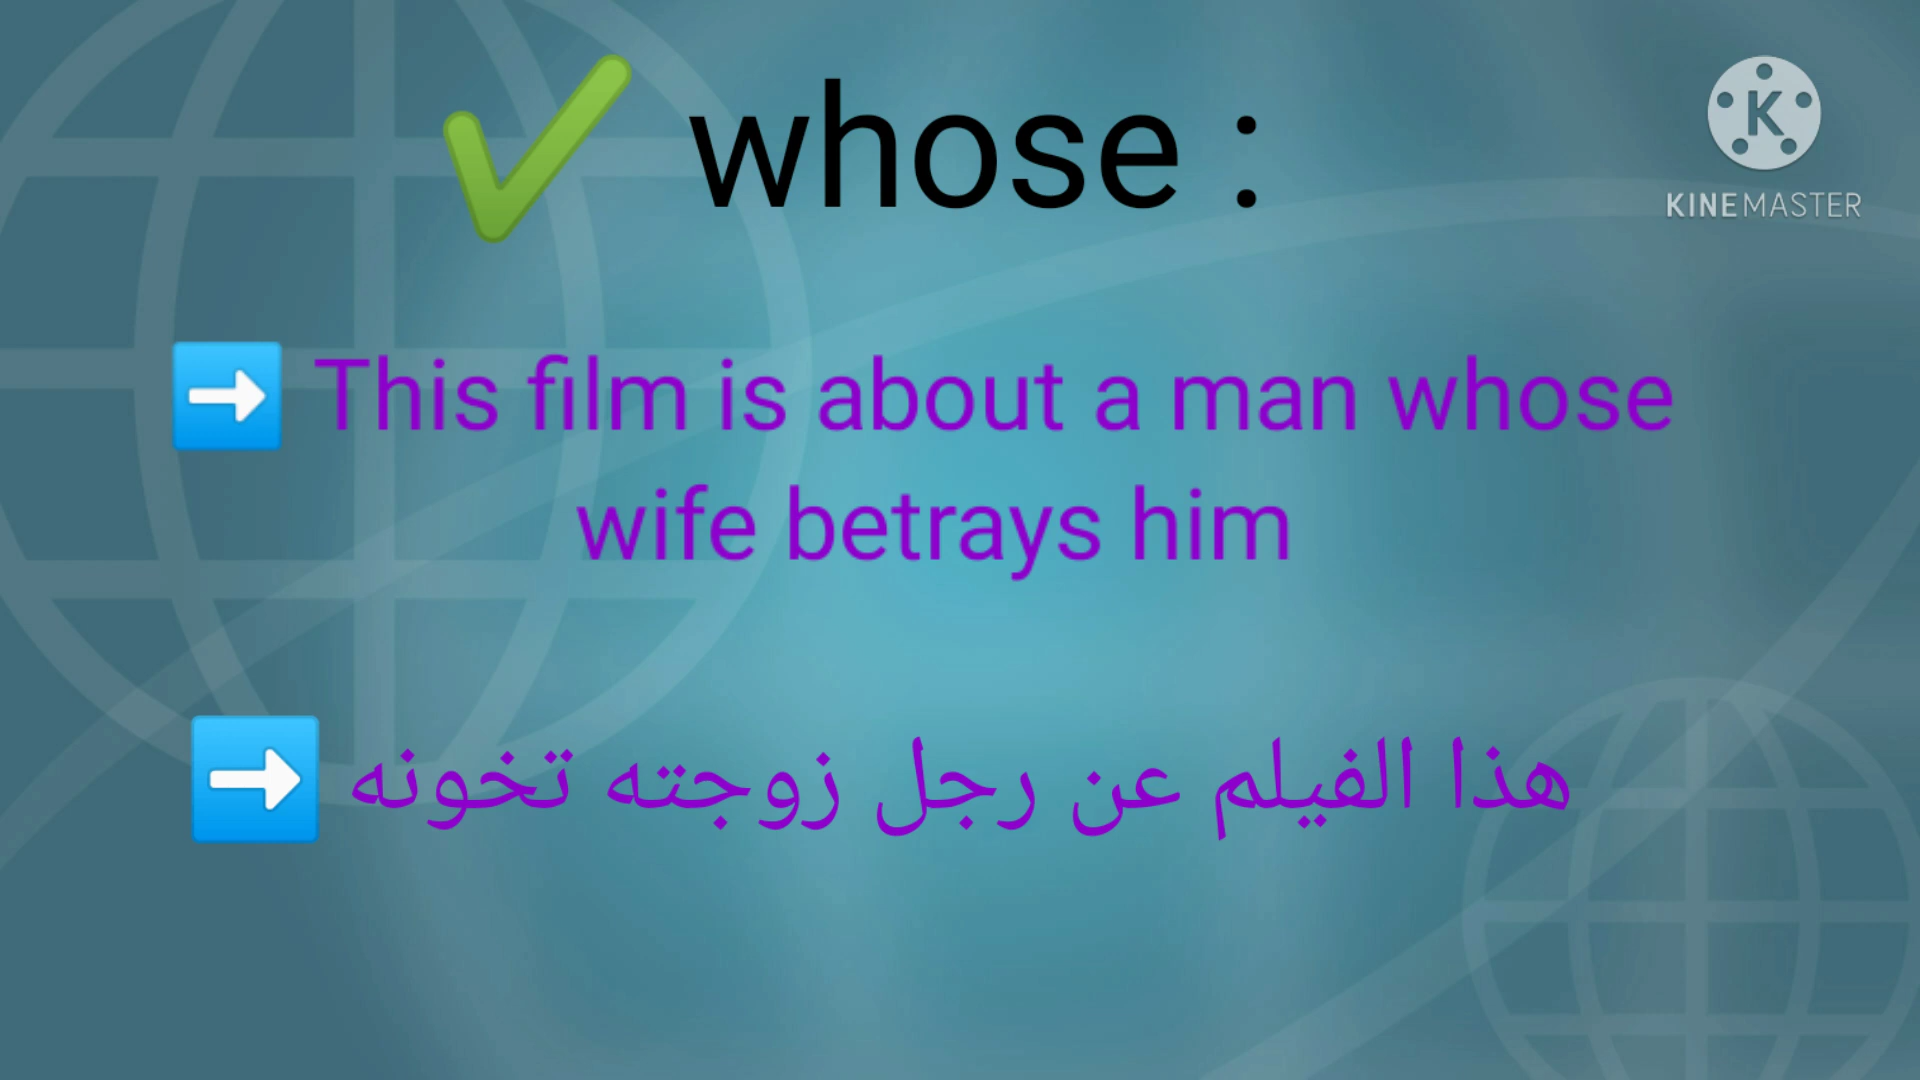 ✔ whose :
KINEMASTER
➡ This film is about a man whose
wife betrays him
➡ هذا الفيلم عن رجل زوجته تخونه